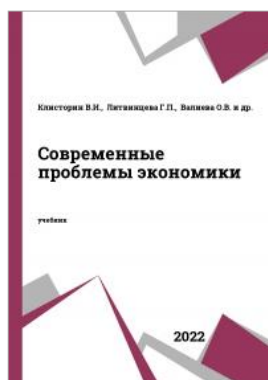 Клисторин В.И., Литвинцева Г.П., Валиева О.В. и др.
Современные
проблемы экономики
учебник
2022